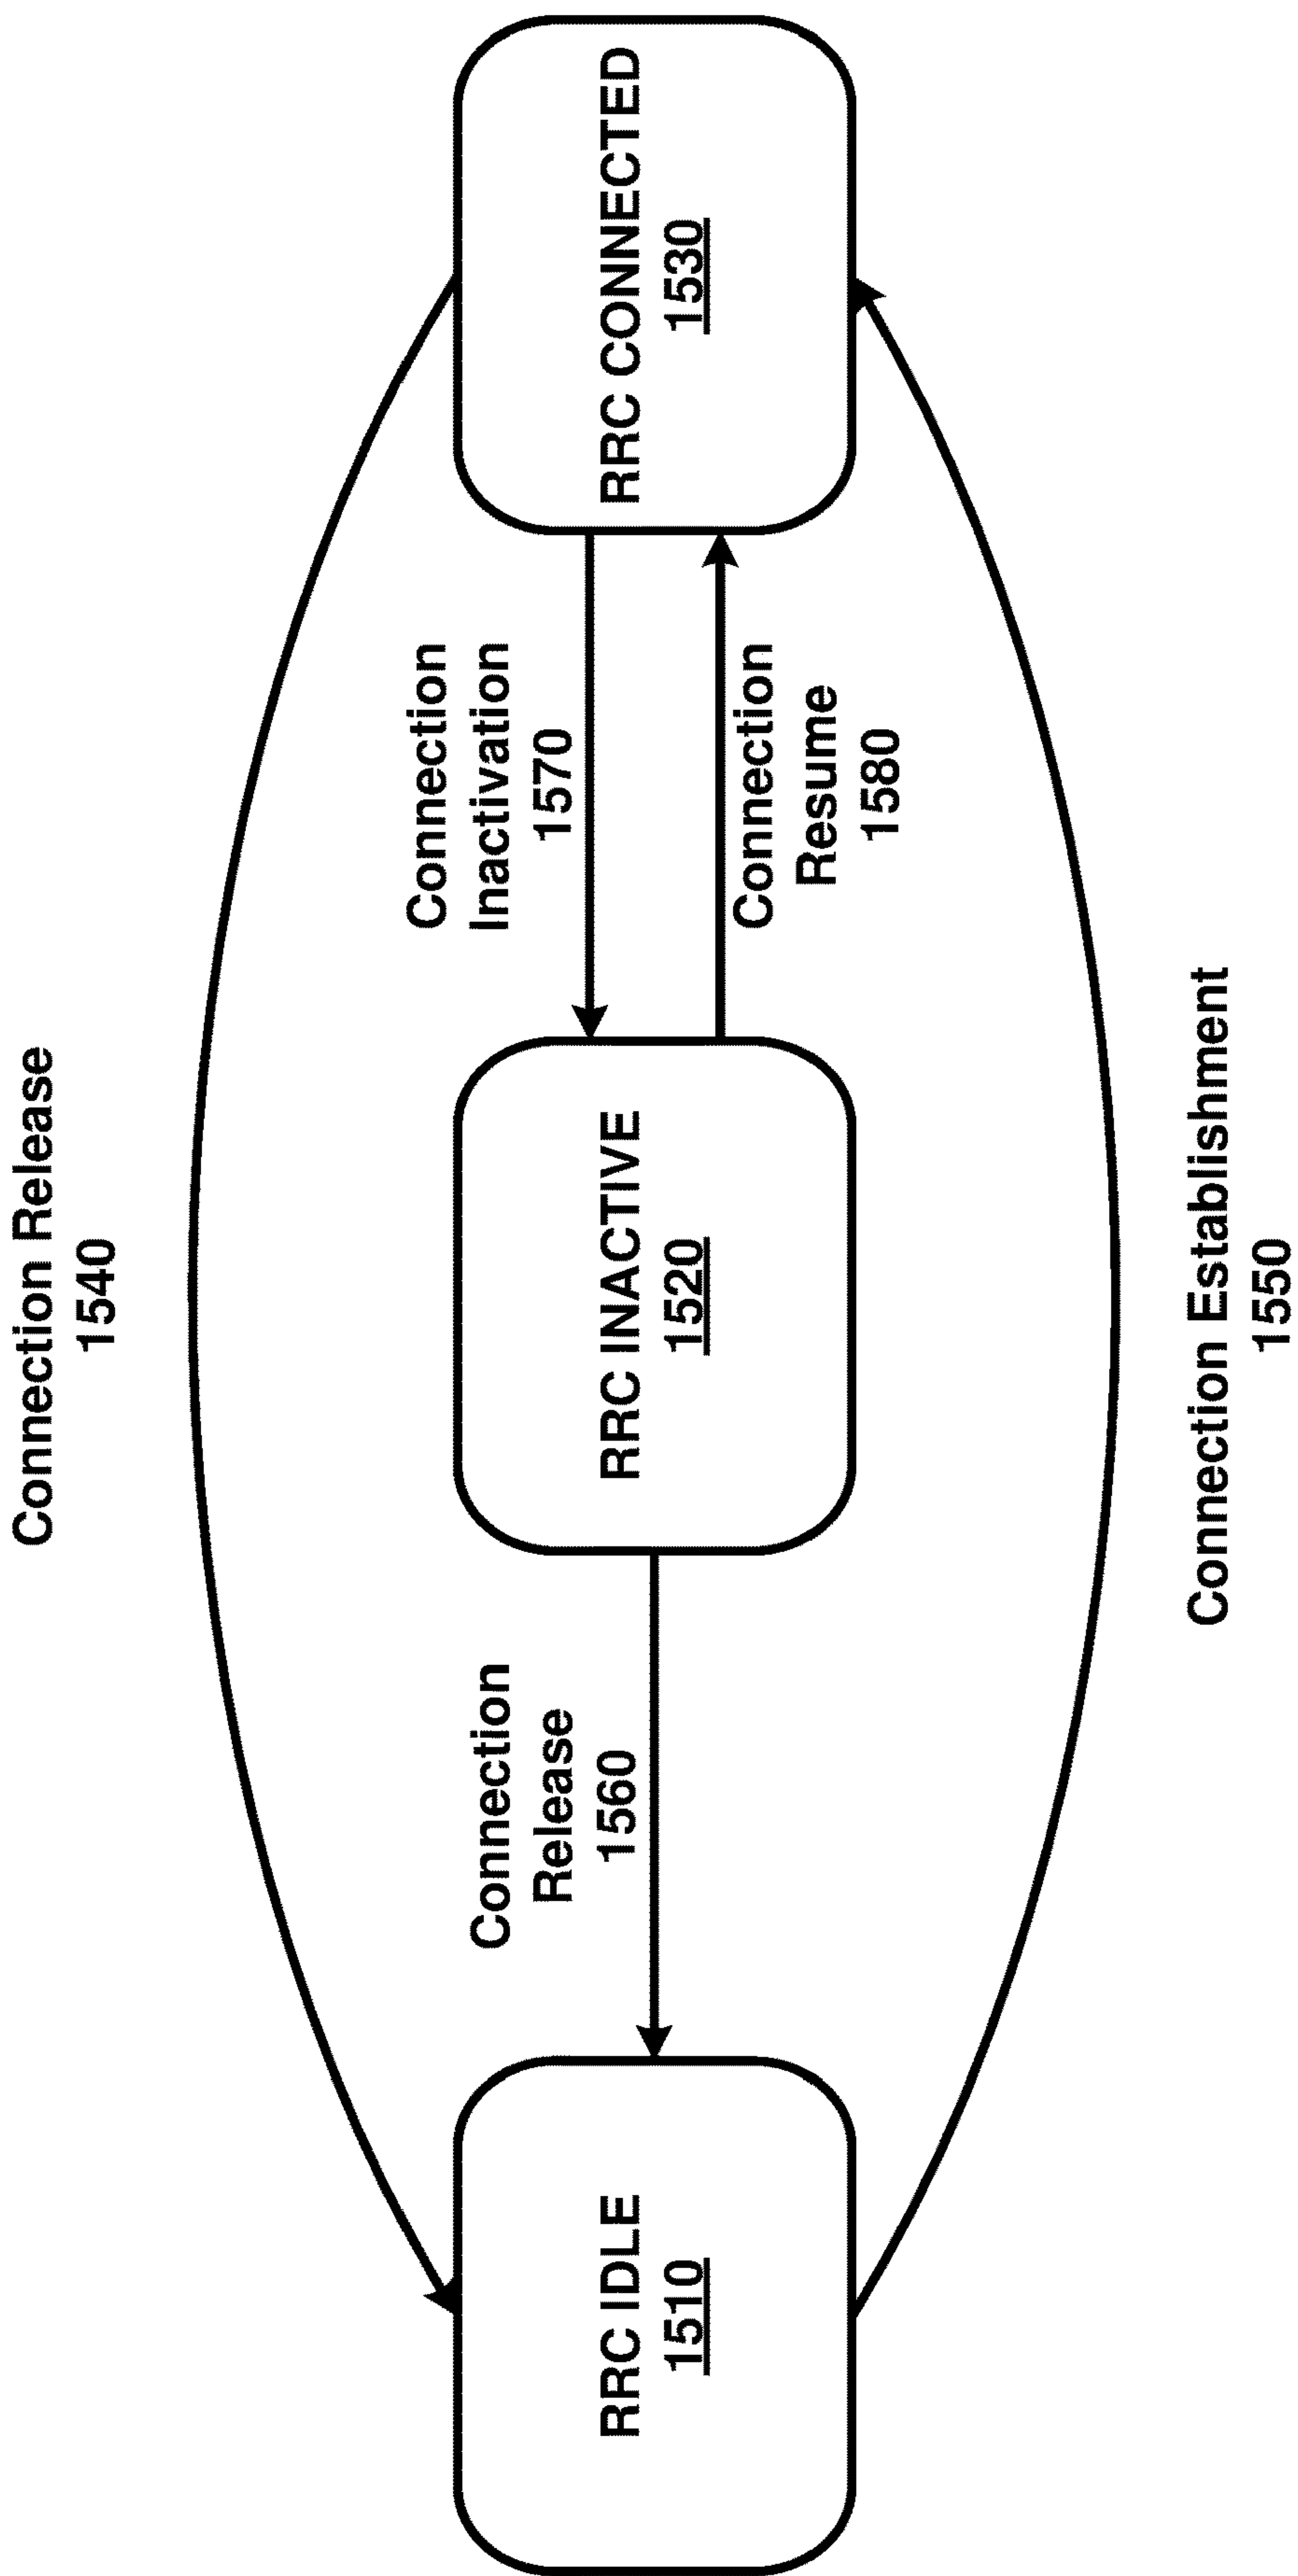 Connection Release
1540
RRC IDLE
1510
Connection
Release
1560
RRC INACTIVE
1520
Connection
Inactivation
1570
Connection
Resume
1580
RRC CONNECTED
1530
Connection Establishment
1550